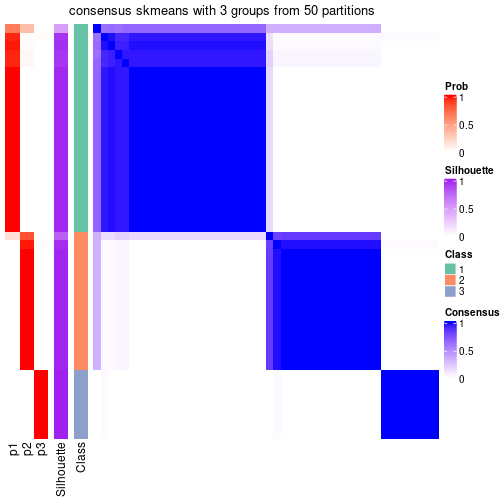 consensus skmeans with 3 groups from 50 partitions
Prob
1
0.5
0
Silhouette
1
0.5
0
Class
1
2
3
Consensus
1
0.5
0
p1
p2
p3
Silhouette
Class